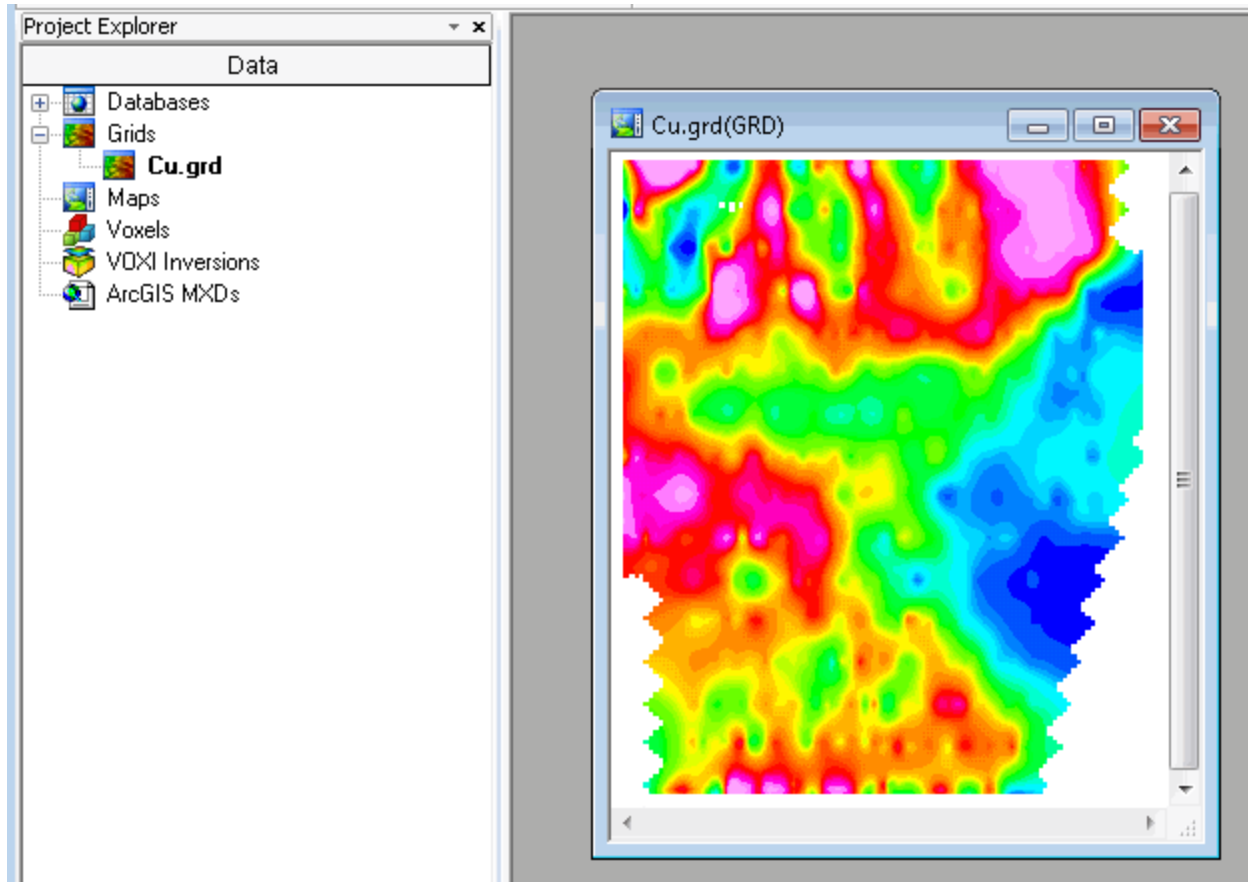 Project Explorer
Data
Databases
Grids
Cu.grd
Maps
Voxels
VOXI Inversions
ArcGIS MXDs
Cu.grd(GRD)